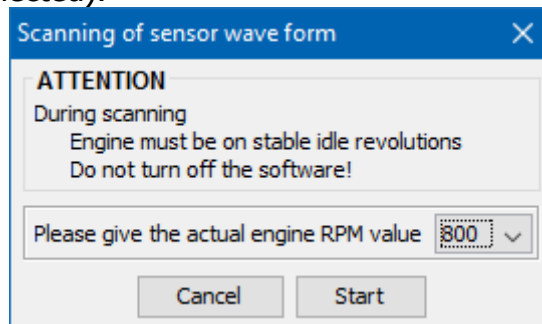 Scanning of sensor wave form
ATTENTION
During scanning
Engine must be on stable idle revolutions
Do not turn off the software!
Please give the actual engine RPM value 800
Cancel Start